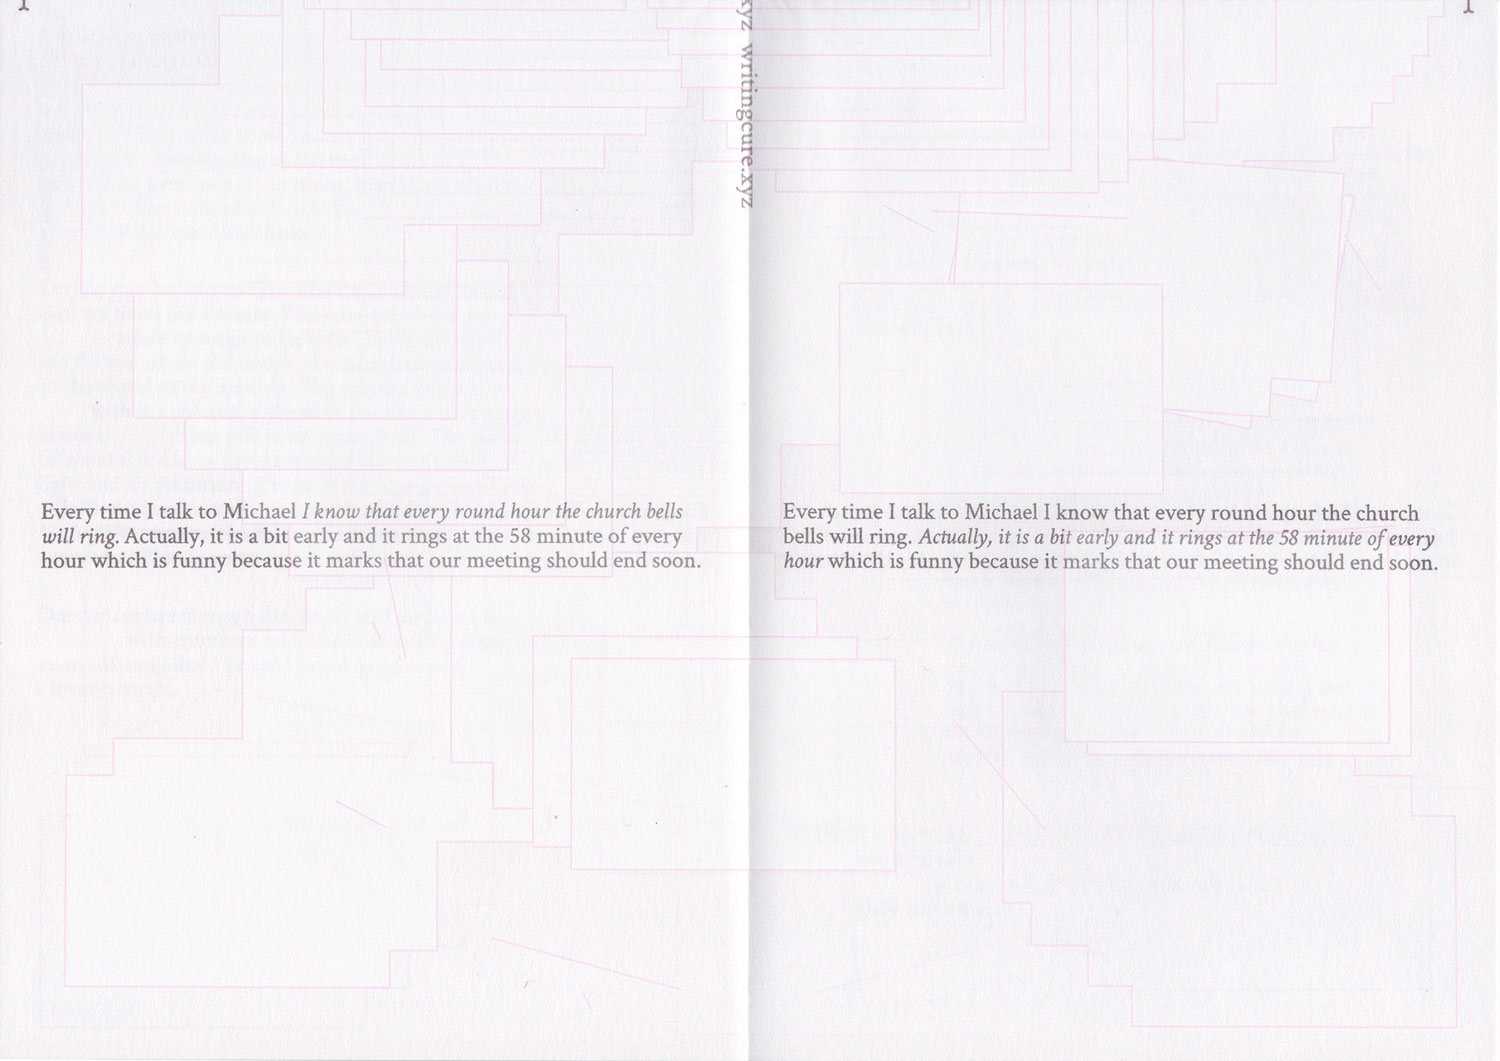 1
1
xyz writingcure.xyz
Every time I talk to Michael I know that every round hour the church bells
will ring. Actually, it is a bit early and it rings at the 58 minute of every
hour which is funny because it marks that our meeting should end soon.
Every time I talk to Michael I know that every round hour the church
bells will ring. Actually, it is a bit early and it rings at the 58 minute of every
hour which is funny because it marks that our meeting should end soon.